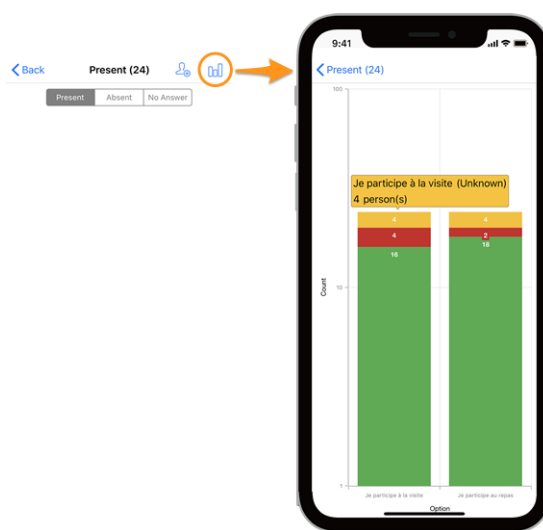 Back
Present (24)
Present
Absent
No Answer
9:41
Present (24)
100
Je participe à la visite (Unknown)
4 person(s)
4
4
4
2
16
18
Count
10
1
Je participe à la visite
Je participe au repas
Option